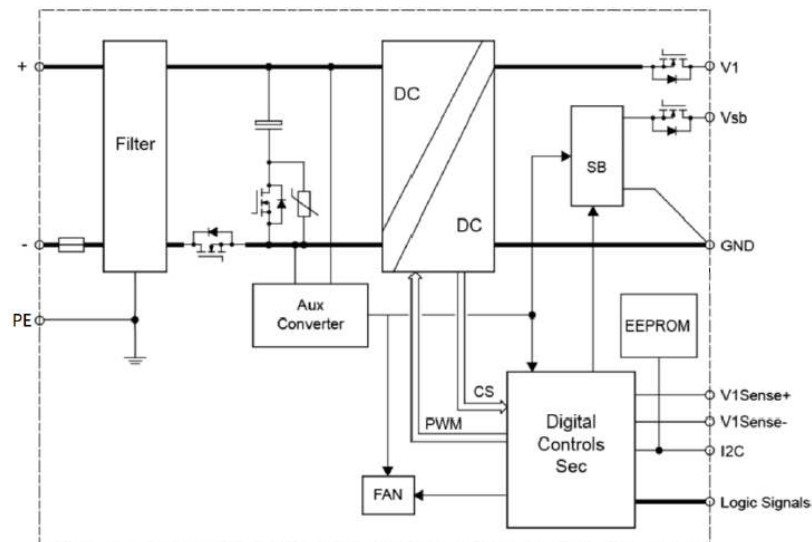 +
V1
DC
Vsb
Filter
SB
-
DC
GND
Aux
Converter
PE
EEPROM
CS
V1Sense+
PWM
Digital
Controls
Sec
V1Sense-
I2C
FAN
Logic Signals